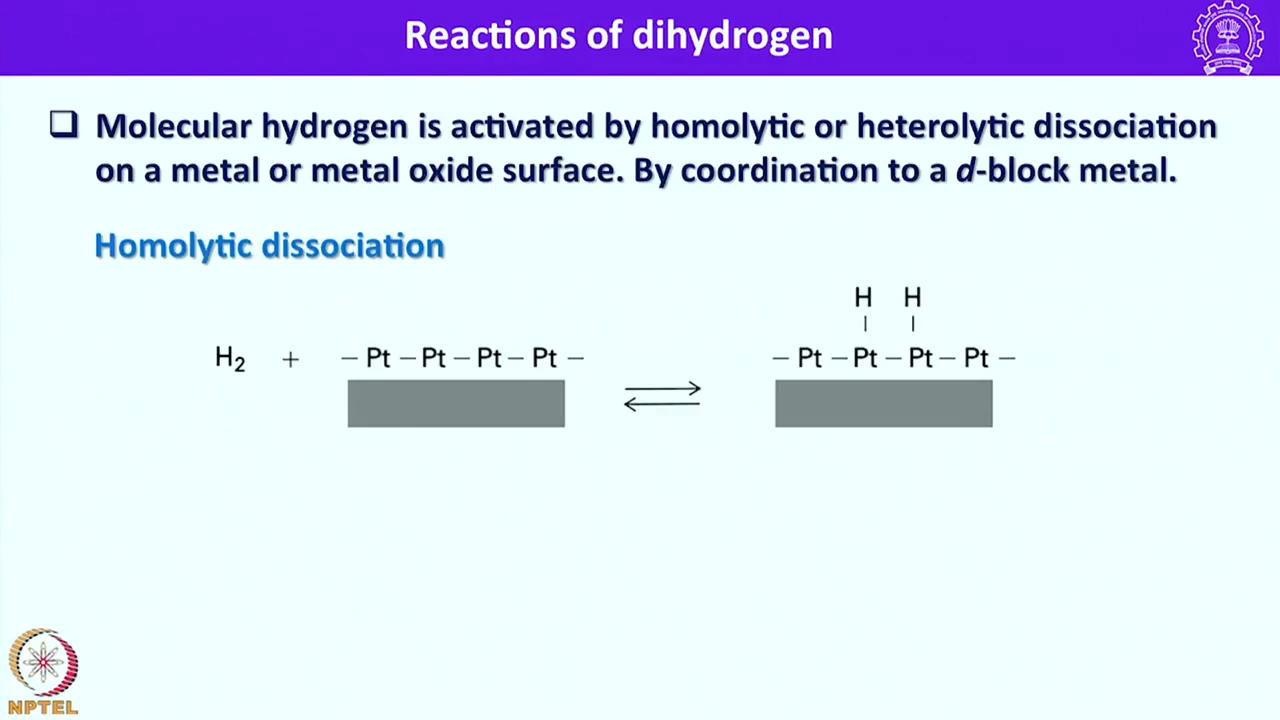 Reactions of dihydrogen
❑ Molecular hydrogen is activated by homolytic or heterolytic dissociation
on a metal or metal oxide surface. By coordination to a d-block metal.
Homolytic dissociation
H H
H₂ + – Pt – Pt – Pt – Pt – ⇌ – Pt – Pt – Pt – Pt –
NPTEL